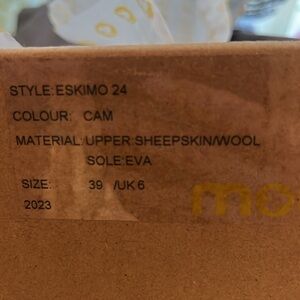 STYLE:ESKIMO 24
COLOUR: CAM
MATERIAL:UPPER:SHEEPSKIN/WOOL
SOLE:EVA
SIZE: 39 /UK 6
2023
mo